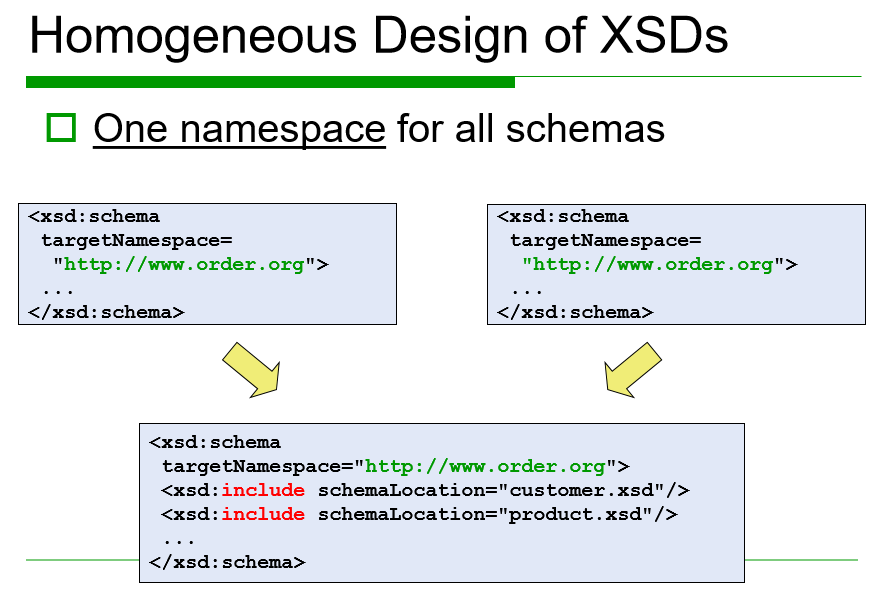 Homogeneous Design of XSDs
One namespace for all schemas
<xsd:schema
targetNamespace=
"http://www.order.org">
...
</xsd:schema>
<xsd:schema
targetNamespace=
"http://www.order.org">
...
</xsd:schema>
<xsd:schema
targetNamespace="http://www.order.org">
<xsd:include schemaLocation="customer.xsd"/>
<xsd:include schemaLocation="product.xsd"/>
...
</xsd:schema>